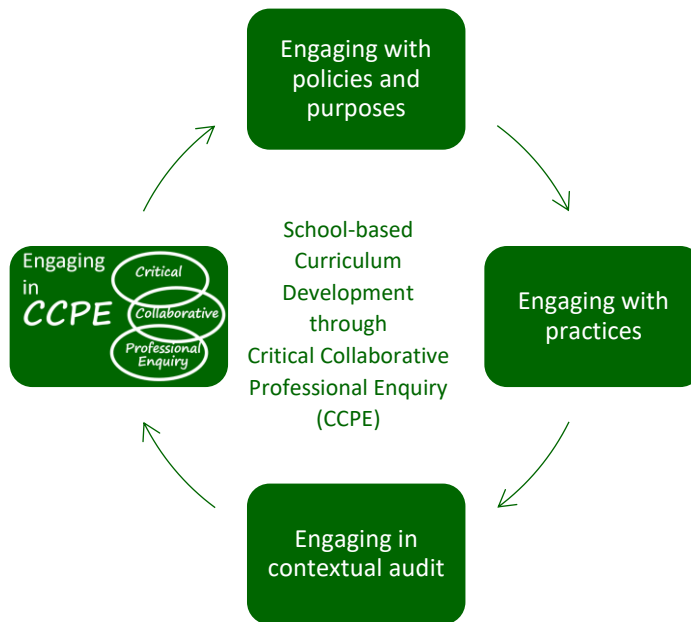 Engaging with
policies and
purposes
School-based
Curriculum
Development
through
Critical Collaborative
Professional Enquiry
(CCPE)
Engaging
in
CCPE
Critical
Collaborative
Professional
Enquiry
Engaging with
practices
Engaging in
contextual audit